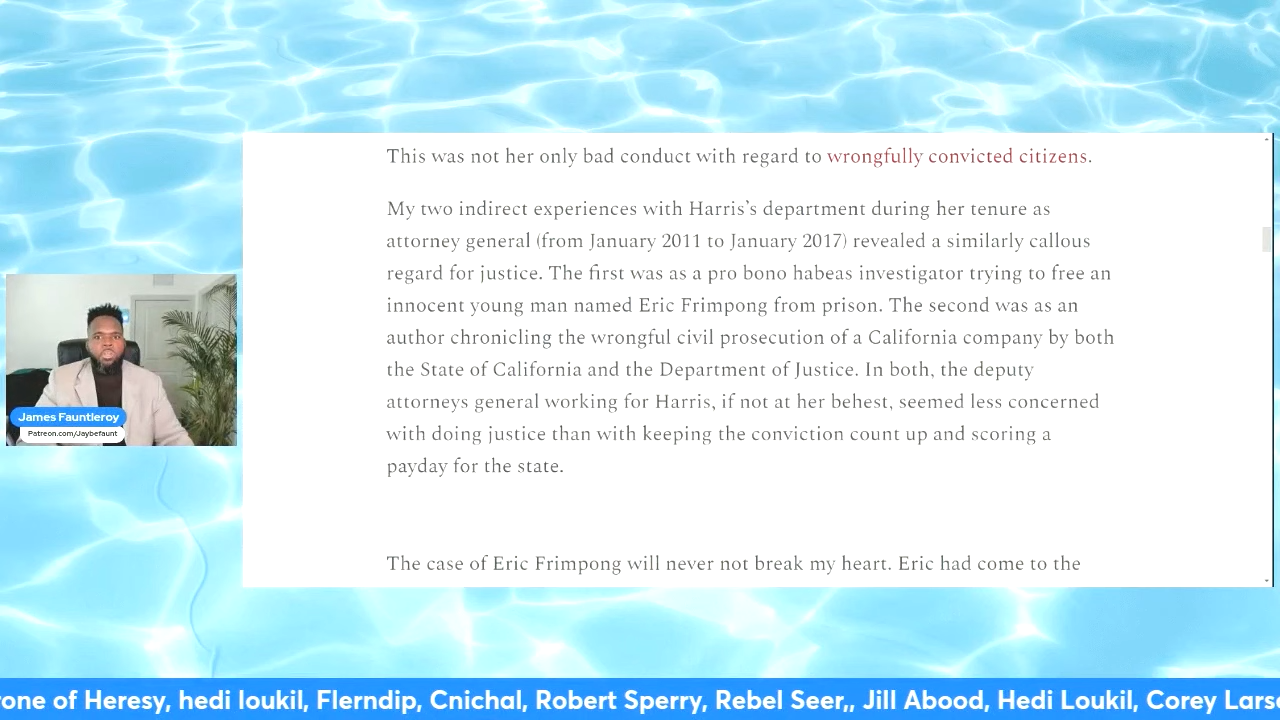 This was not her only bad conduct with regard to wrongfully convicted citizens.
My two indirect experiences with Harris's department during her tenure as
attorney general (from January 2011 to January 2017) revealed a similarly callous
regard for justice. The first was as a pro bono habeas investigator trying to free an
innocent young man named Eric Frimpong from prison. The second was as an
author chronicling the wrongful civil prosecution of a California company by both
the State of California and the Department of Justice. In both, the deputy
attorneys general working for Harris, if not at her behest, seemed less concerned
with doing justice than with keeping the conviction count up and scoring a
payday for the state.
The case of Eric Frimpong will never not break my heart. Eric had come to the
James Fauntleroy
Patreon.com/Jaybefaunt
rone of Heresy, hedi loukil, Flerndip, Cnichal, Robert Sperry, Rebel Seer,, Jill Abood, Hedi Loukil, Corey Lars